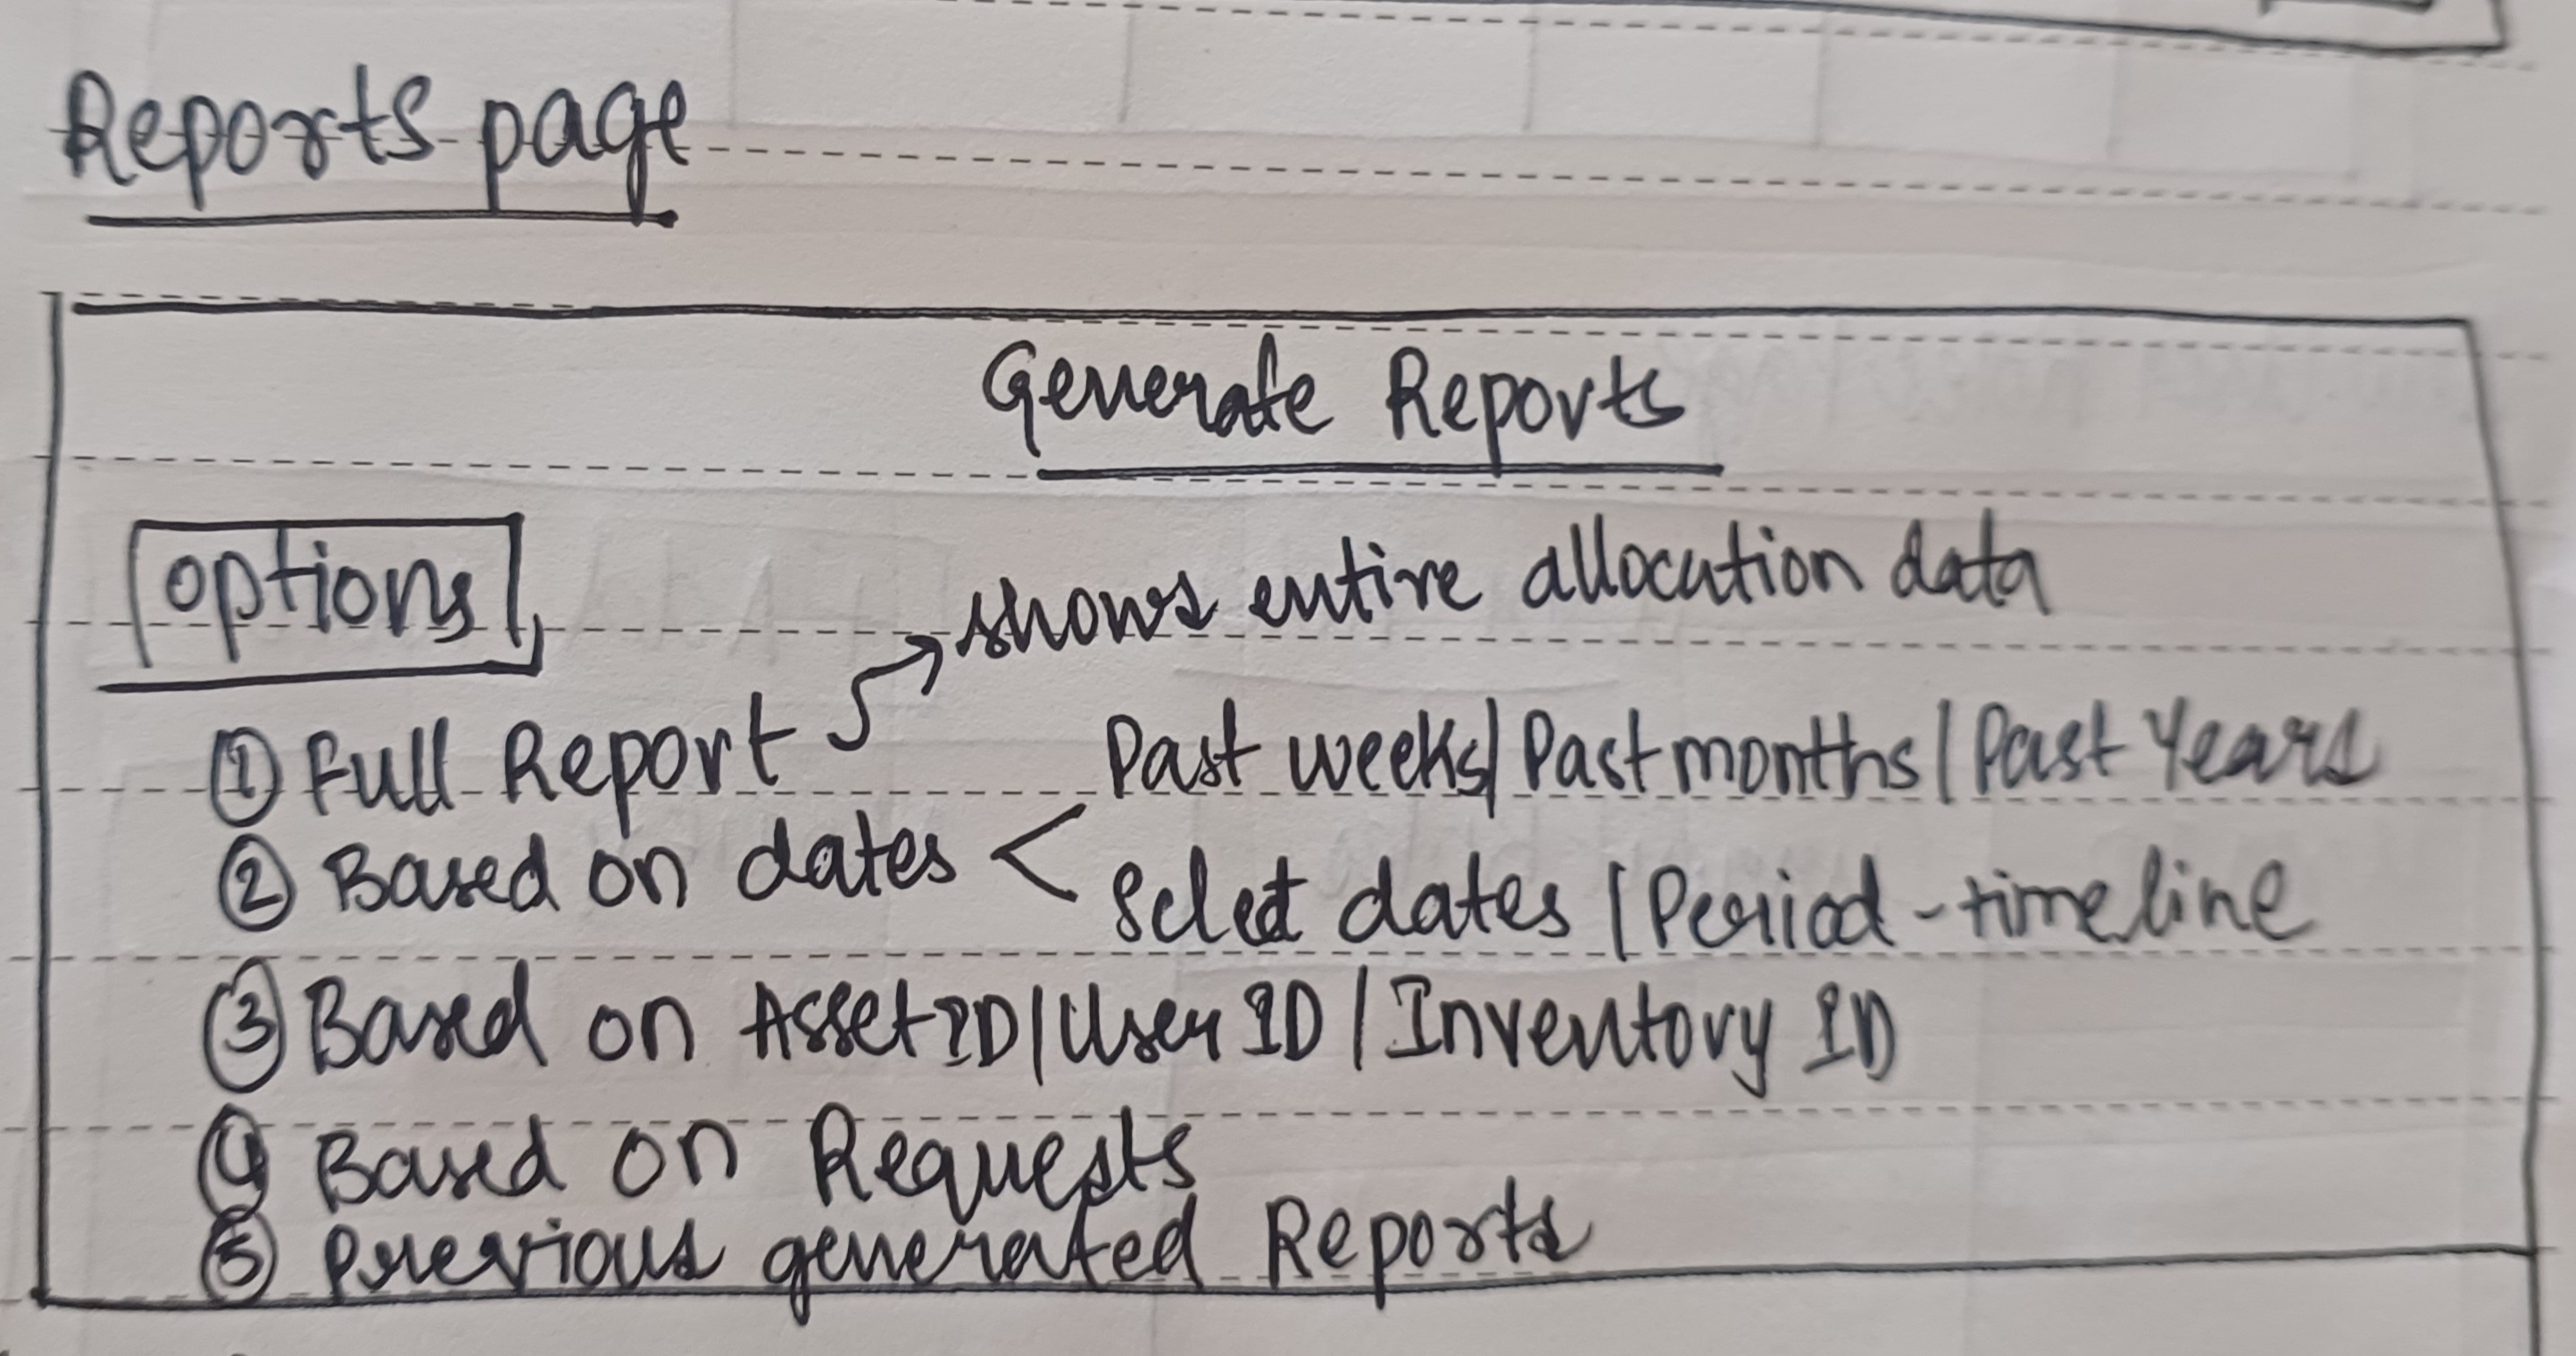 Reports page
Generate Reports
options
shows entire allocation data
① Full Report
Past weeks | Past months | Past Years
② Based on dates <
Select dates | Period - timeline
③ Based on Asset ID | User ID | Inventory ID
④ Based on Requests
⑤ Previous generated Reports